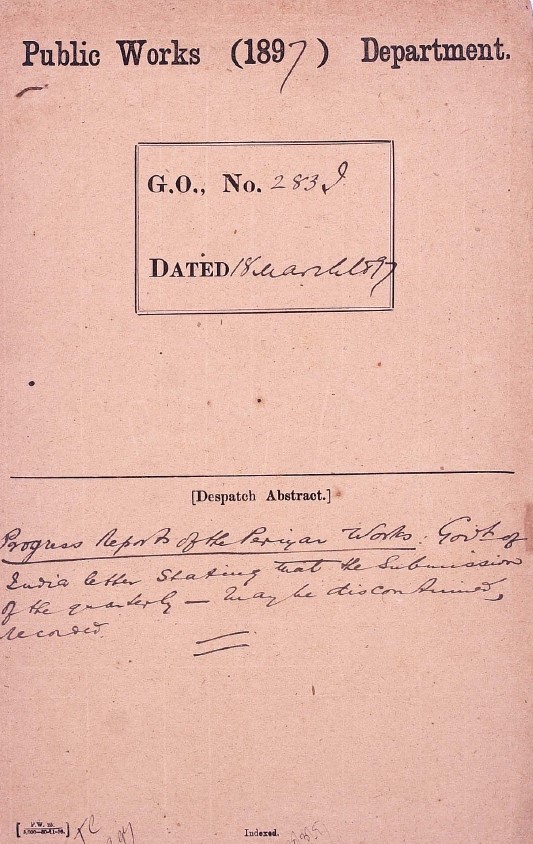 Public Works (1897) Department.
G.O., No. 283 I
DATED 18 March 1897
[Despatch Abstract.]
Progress Reports of the Periyar Works. Govt of
India letter stating that the submission
of the quarterly — may be discontinued,
recorded.
Indexed.